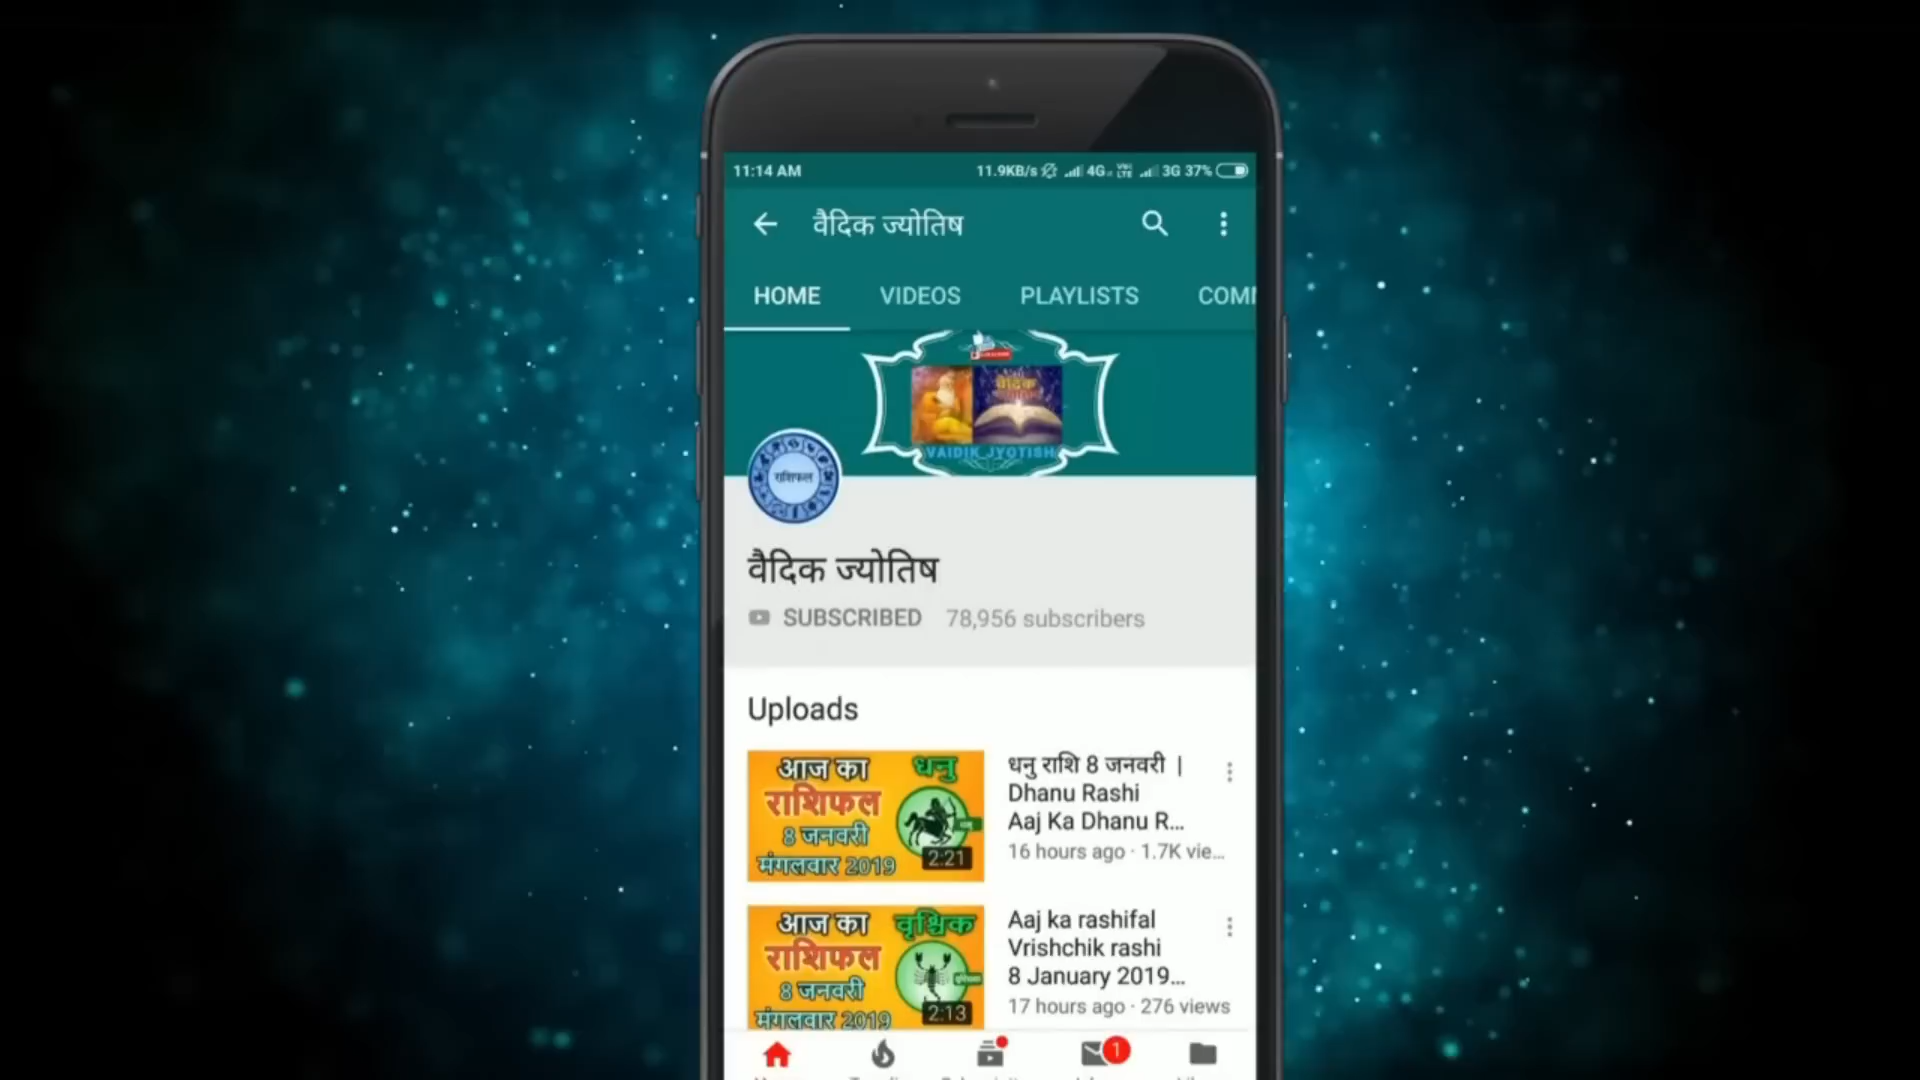 11:14 AM 11.9KB/s 4G VoLTE 3G 37%
वैदिक ज्योतिष
HOME VIDEOS PLAYLISTS COM
वैदिक
VAIDIK JYOTISH
राशिफल
वैदिक ज्योतिष
SUBSCRIBED 78,956 subscribers
Uploads
आज का धनु
राशिफल
8 जनवरी
मंगलवार 2019
2:21
धनु राशि 8 जनवरी |
Dhanu Rashi
Aaj Ka Dhanu R...
16 hours ago · 1.7K vie...
आज का वृश्चिक
राशिफल
8 जनवरी
मंगलवार 2019
2:13
Aaj ka rashifal
Vrishchik rashi
8 January 2019...
17 hours ago · 276 views
1